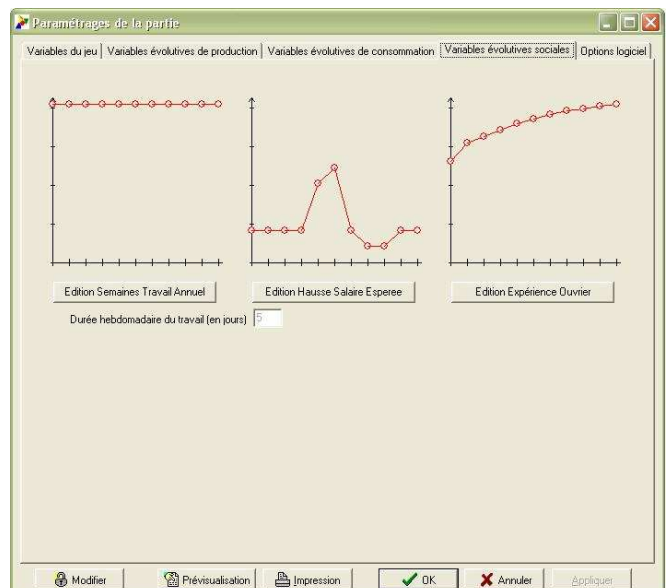 Paramétrages de la partie
Variables du jeu
Variables évolutives de production
Variables évolutives de consommation
Variables évolutives sociales
Options logiciel
Edition Semaines Travail Annuel
Edition Hausse Salaire Esperee
Edition Expérience Ouvrier
Durée hebdomadaire du travail (en jours) 5
Modifier
Prévisualisation
Impression
OK
Annuler
Appliquer